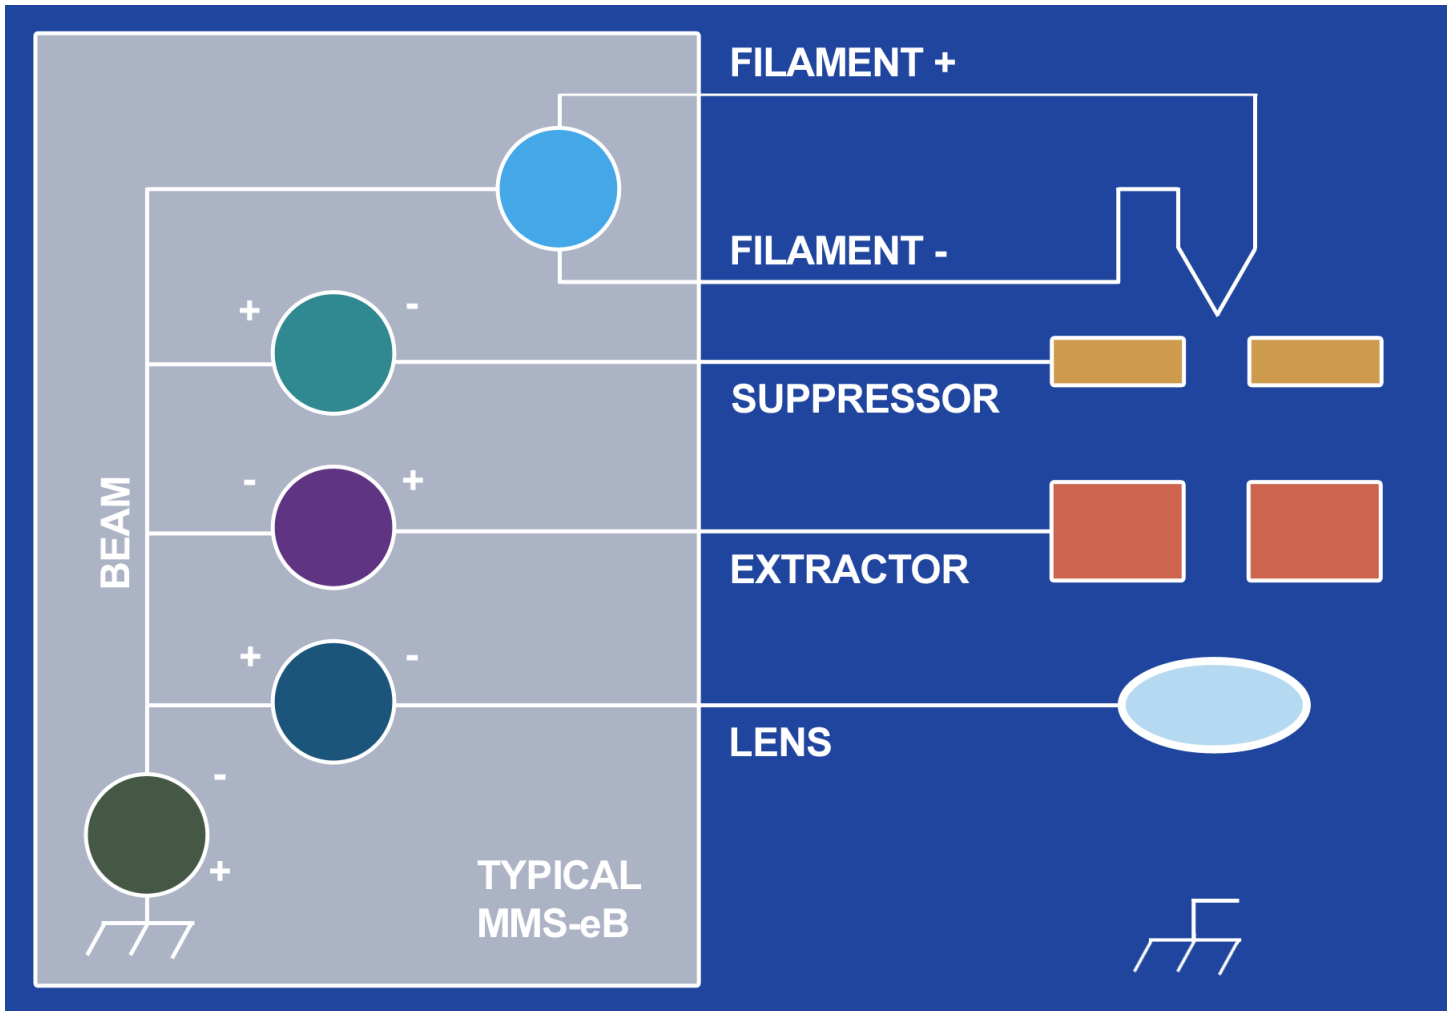 FILAMENT +
FILAMENT -
+ -
SUPPRESSOR
- +
EXTRACTOR
BEAM
+ -
LENS
-
+
TYPICAL
MMS-eB